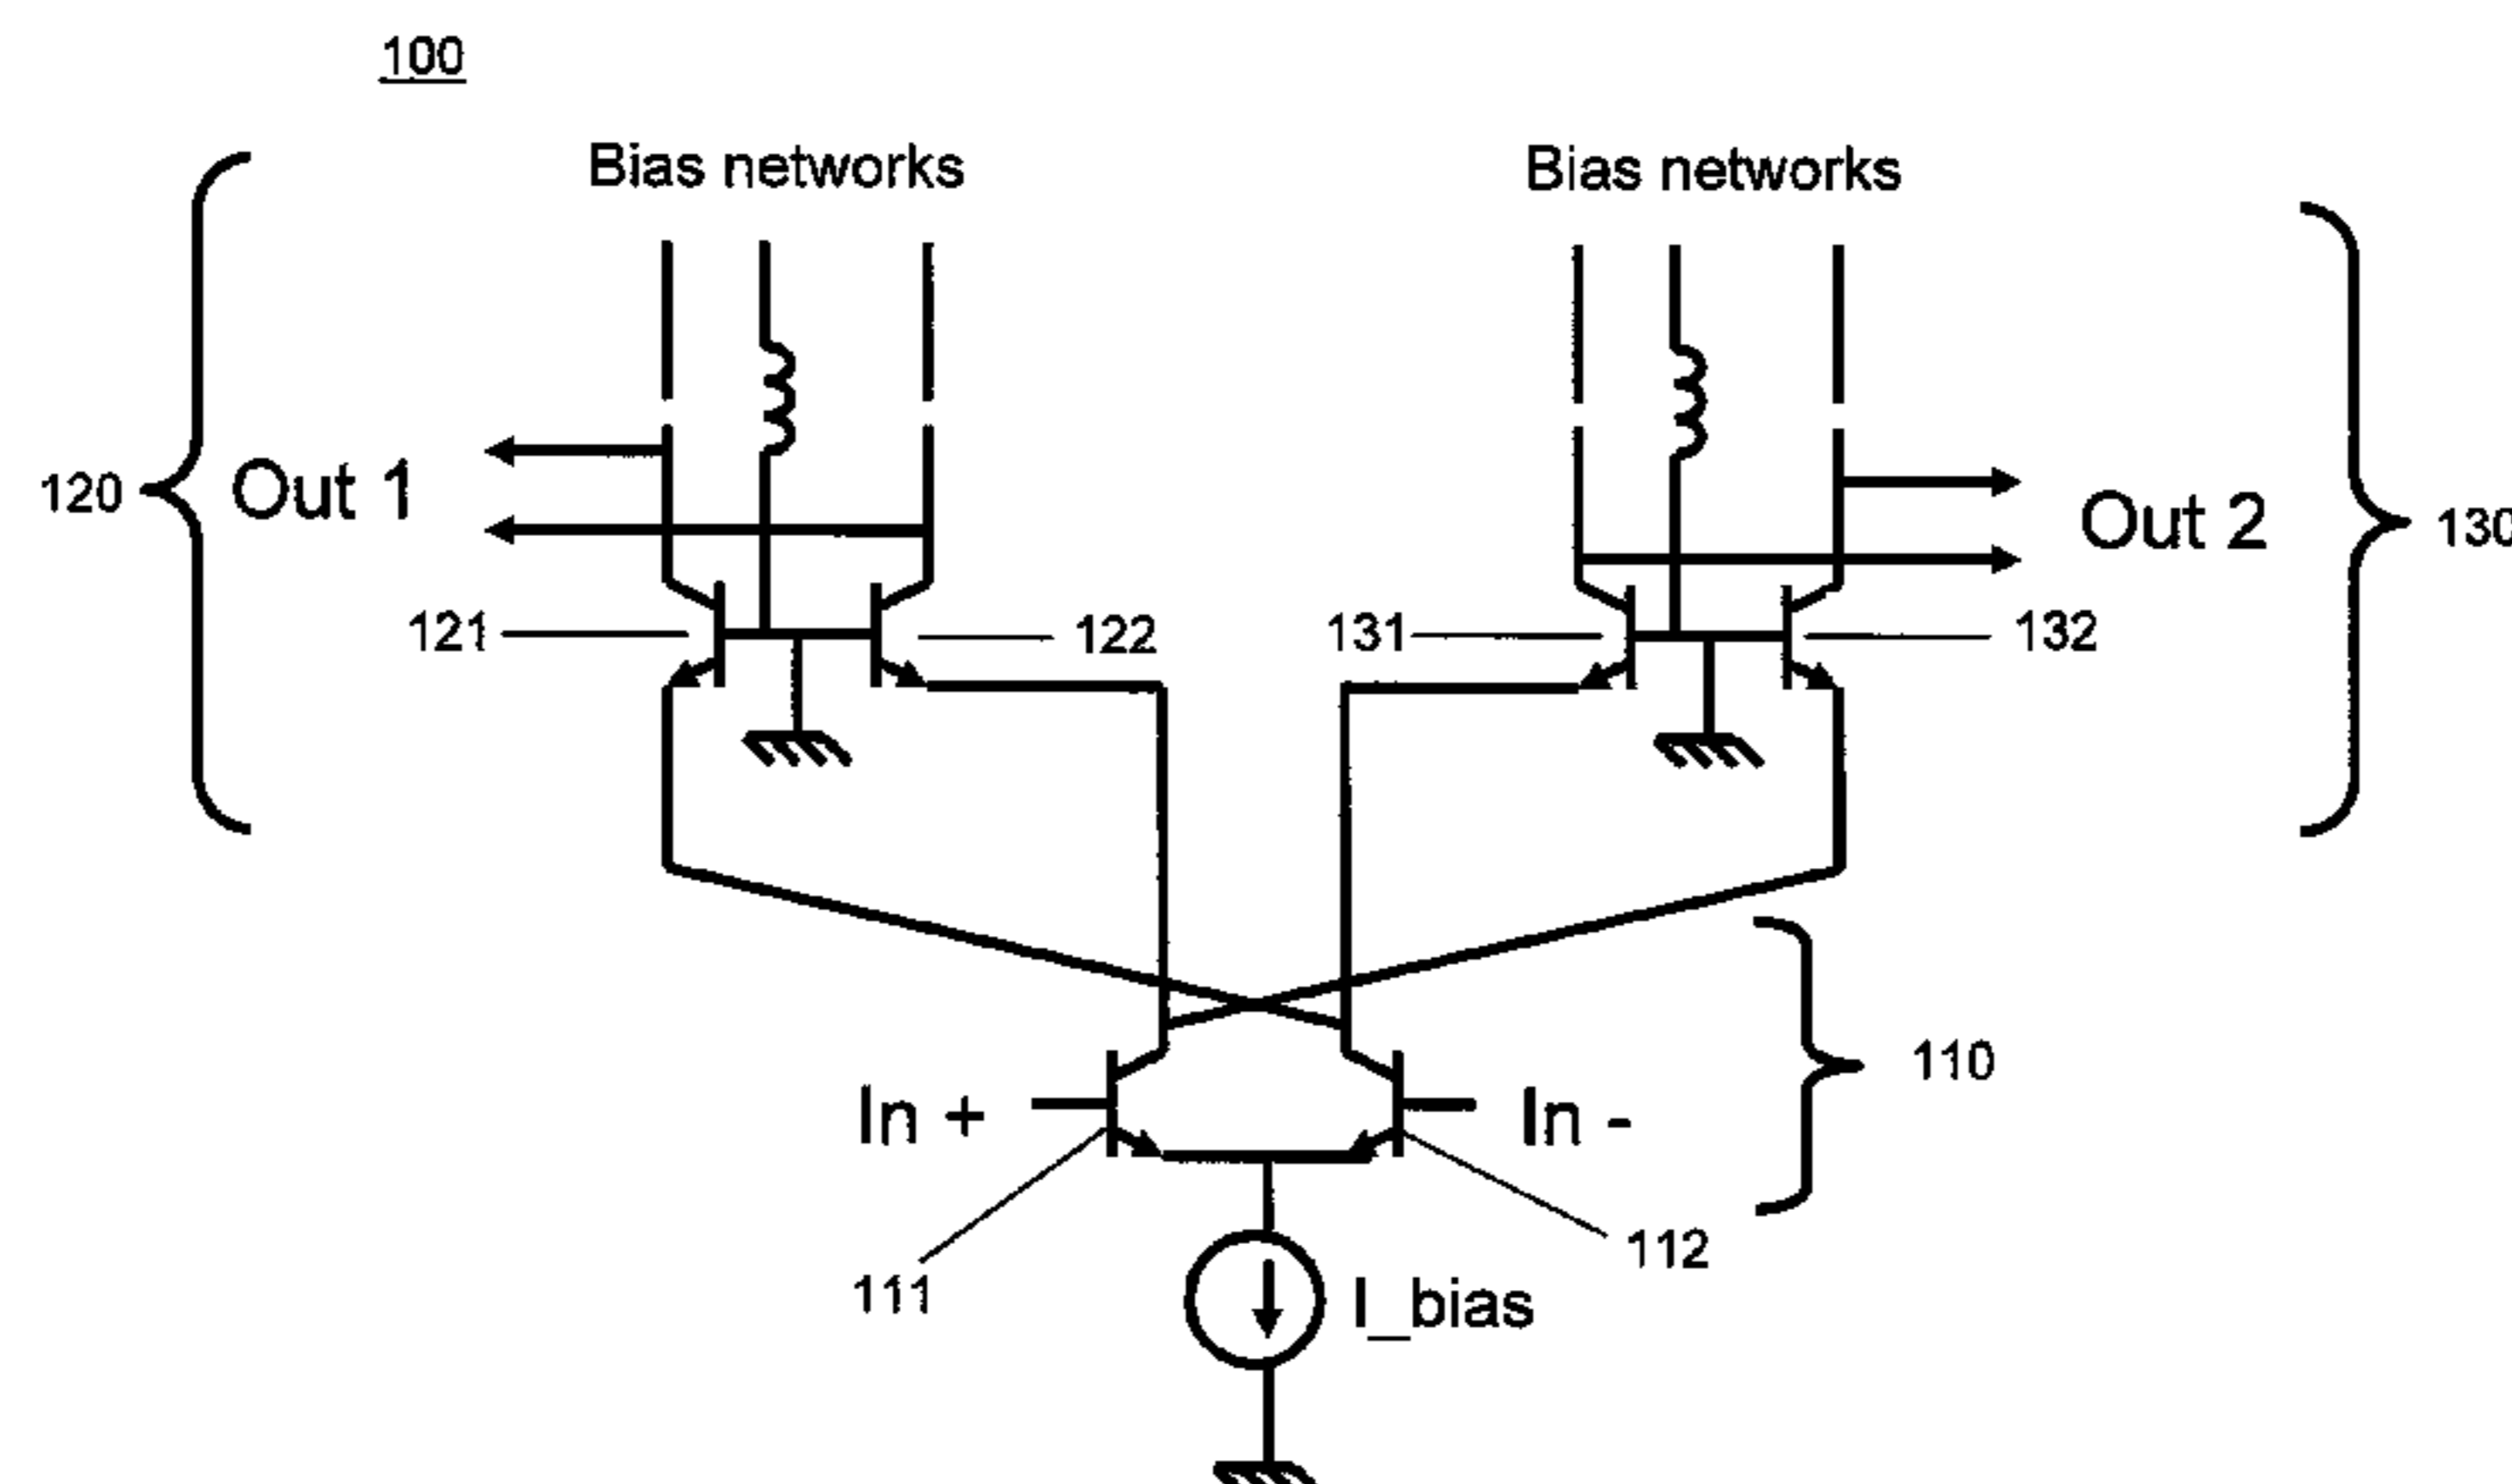 100
Bias networks
Bias networks
120
Out 1
Out 2
130
121
122
131
132
In +
In -
110
111
112
I_bias